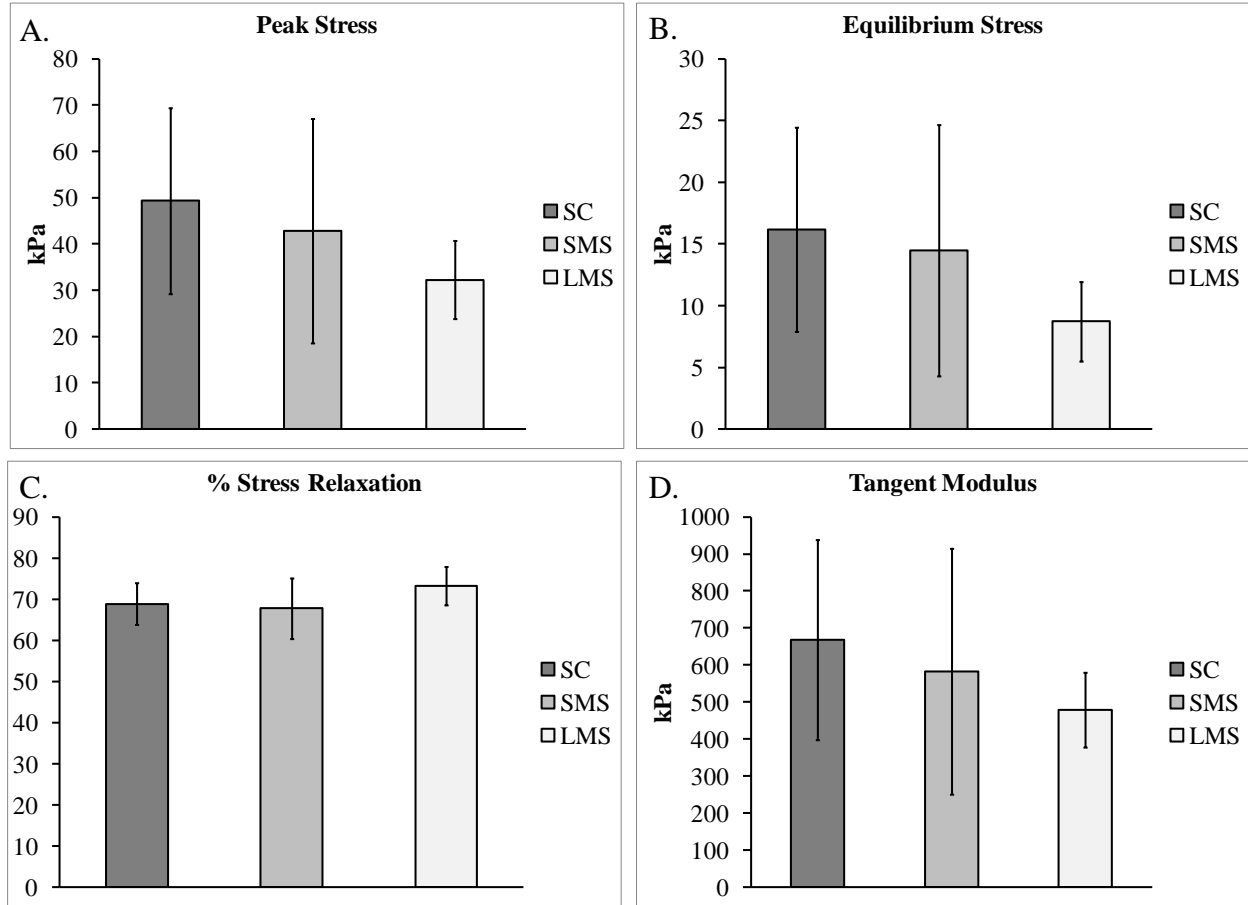 A.
Peak Stress
80
70
60
50
40
30
20
10
0
kPa
SC
SMS
LMS
B.
Equilibrium Stress
30
25
20
15
10
5
0
kPa
SC
SMS
LMS
C.
% Stress Relaxation
90
80
70
60
50
40
30
20
10
0
SC
SMS
LMS
D.
Tangent Modulus
1000
900
800
700
600
500
400
300
200
100
0
kPa
SC
SMS
LMS